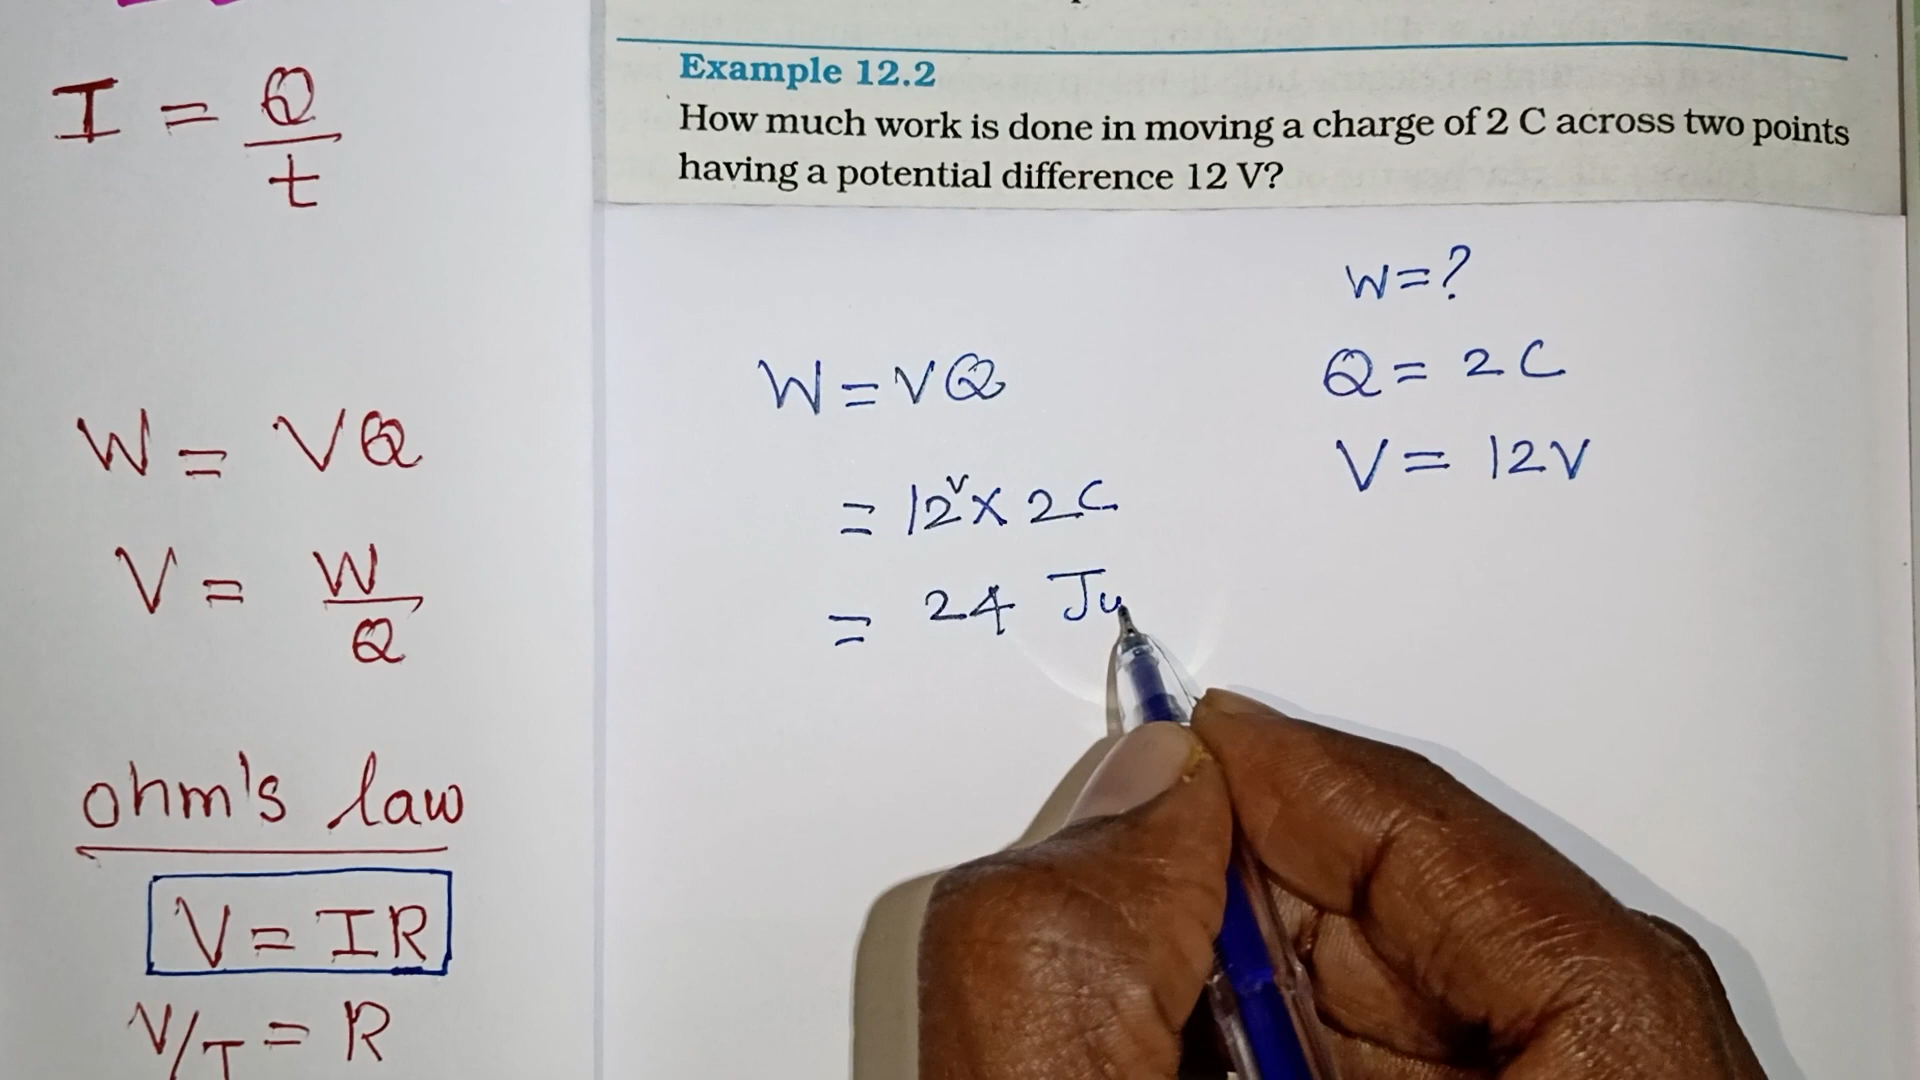 I = Q/t
W = VQ
V = W/Q
ohm's law
V = IR
V/I = R
Example 12.2
How much work is done in moving a charge of 2 C across two points
having a potential difference 12 V?
W=?
Q = 2 C
V = 12V
W = VQ
= 12V X 2C
= 24 Ju